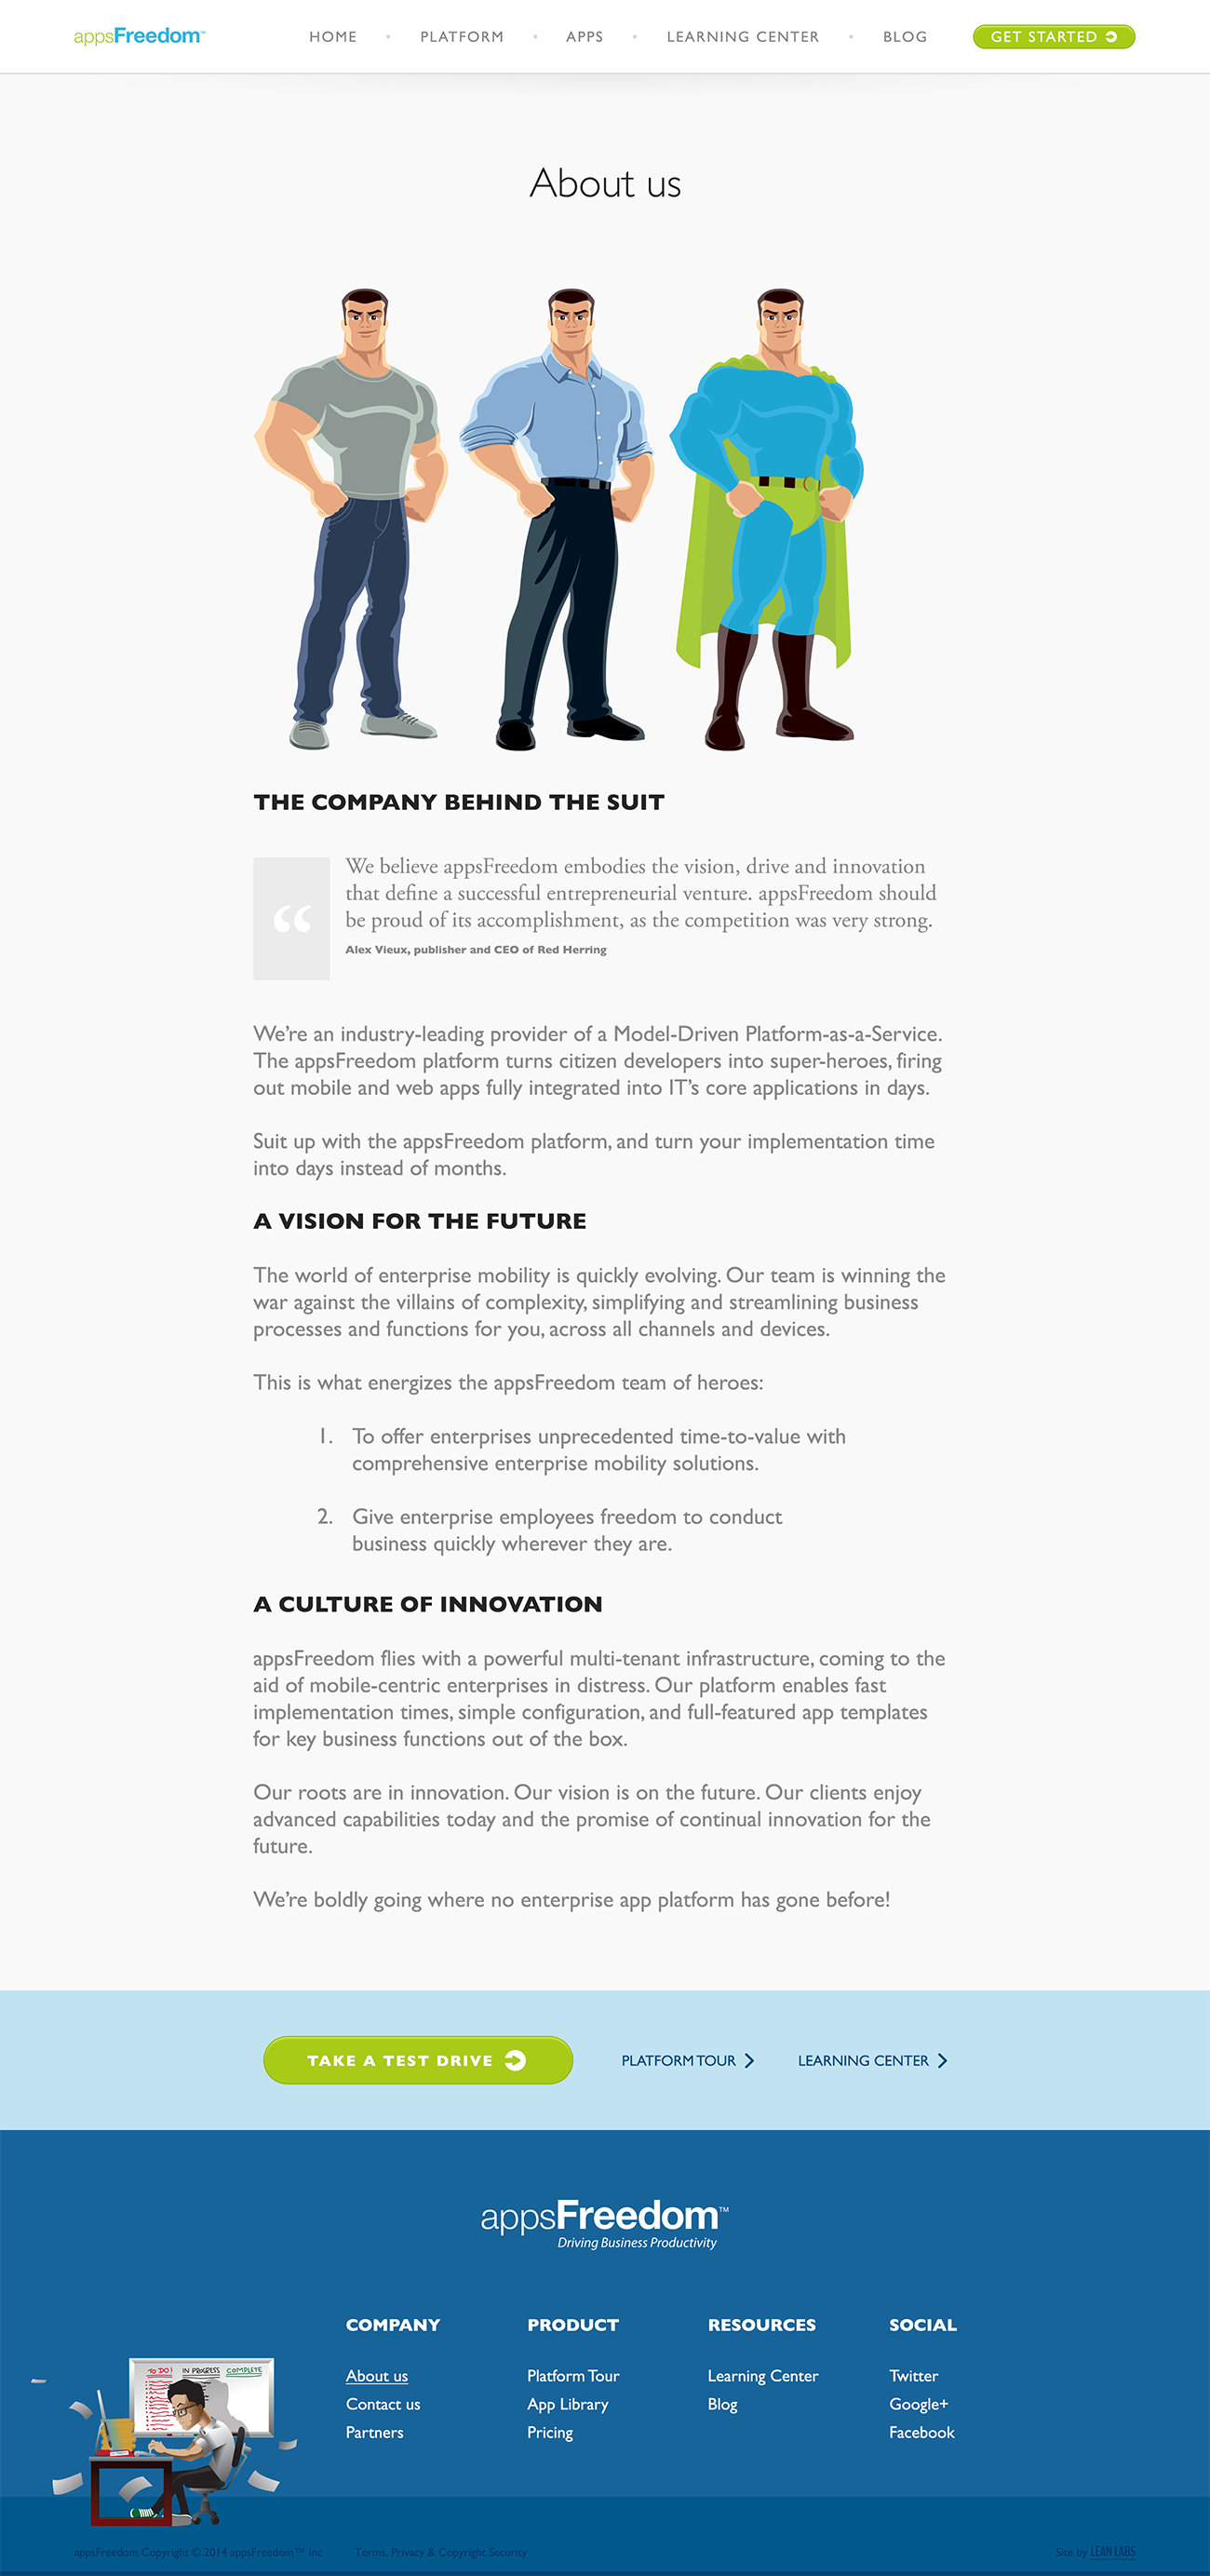 appsFreedom™
HOME • PLATFORM • APPS • LEARNING CENTER • BLOG
GET STARTED
About us
THE COMPANY BEHIND THE SUIT
“
We believe appsFreedom embodies the vision, drive and innovation
that define a successful entrepreneurial venture. appsFreedom should
be proud of its accomplishment, as the competition was very strong.
Alex Vieux, publisher and CEO of Red Herring
We’re an industry-leading provider of a Model-Driven Platform-as-a-Service.
The appsFreedom platform turns citizen developers into super-heroes, firing
out mobile and web apps fully integrated into IT’s core applications in days.
Suit up with the appsFreedom platform, and turn your implementation time
into days instead of months.
A VISION FOR THE FUTURE
The world of enterprise mobility is quickly evolving. Our team is winning the
war against the villains of complexity, simplifying and streamlining business
processes and functions for you, across all channels and devices.
This is what energizes the appsFreedom team of heroes:
1. To offer enterprises unprecedented time-to-value with
comprehensive enterprise mobility solutions.
2. Give enterprise employees freedom to conduct
business quickly wherever they are.
A CULTURE OF INNOVATION
appsFreedom flies with a powerful multi-tenant infrastructure, coming to the
aid of mobile-centric enterprises in distress. Our platform enables fast
implementation times, simple configuration, and full-featured app templates
for key business functions out of the box.
Our roots are in innovation. Our vision is on the future. Our clients enjoy
advanced capabilities today and the promise of continual innovation for the
future.
We’re boldly going where no enterprise app platform has gone before!
TAKE A TEST DRIVE
PLATFORM TOUR
LEARNING CENTER
appsFreedom™
Driving Business Productivity
COMPANY
About us
Contact us
Partners
PRODUCT
Platform Tour
App Library
Pricing
RESOURCES
Learning Center
Blog
SOCIAL
Twitter
Google+
Facebook
TO DO! IN PROGRESS COMPLETE
appsFreedom Copyright © 2014 appsFreedom™ Inc
Terms, Privacy & Copyright Security
Site by LEAN LABS